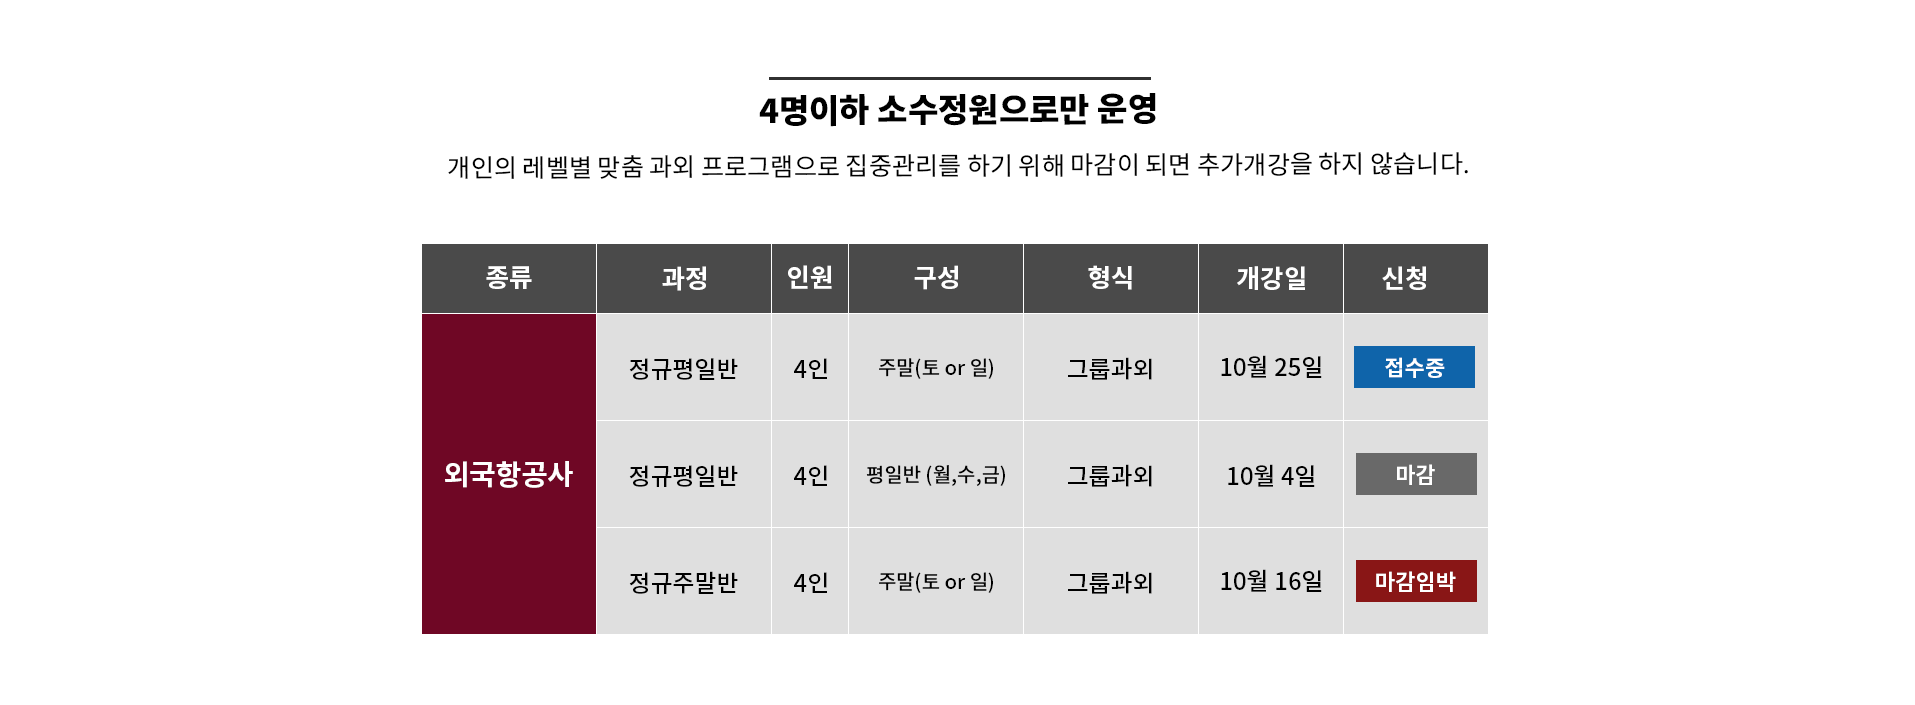 4명이하 소수정원으로만 운영
개인의 레벨별 맞춤 과외 프로그램으로 집중관리를 하기 위해 마감이 되면 추가개강을 하지 않습니다.
종류 과정 인원 구성 형식 개강일 신청
정규평일반 4인 주말(토 or 일) 그룹과외 10월 25일 접수중
외국항공사 정규평일반 4인 평일반 (월,수,금) 그룹과외 10월 4일 마감
정규주말반 4인 주말(토 or 일) 그룹과외 10월 16일 마감임박